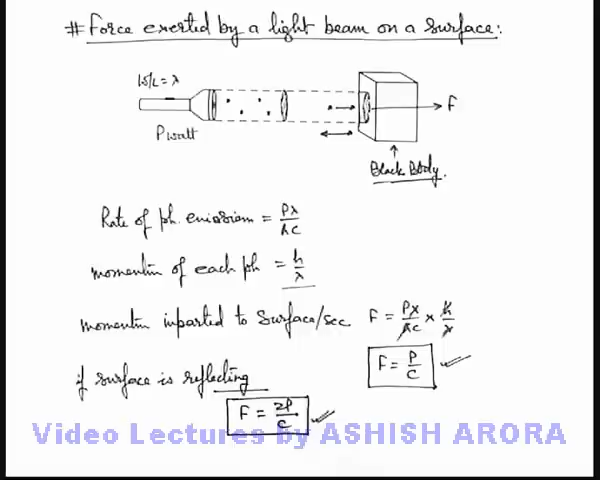 # Force exerted by a light beam on a surface:
W/L = λ
P watt
F
Black Body.
Rate of ph. emission = Pλ/hc
momentum of each ph = h/λ
momentum imparted to surface/sec F = Pλ/hc × h/λ
F = P/C
if surface is reflecting
F = 2P/C
Video Lectures by ASHISH ARORA